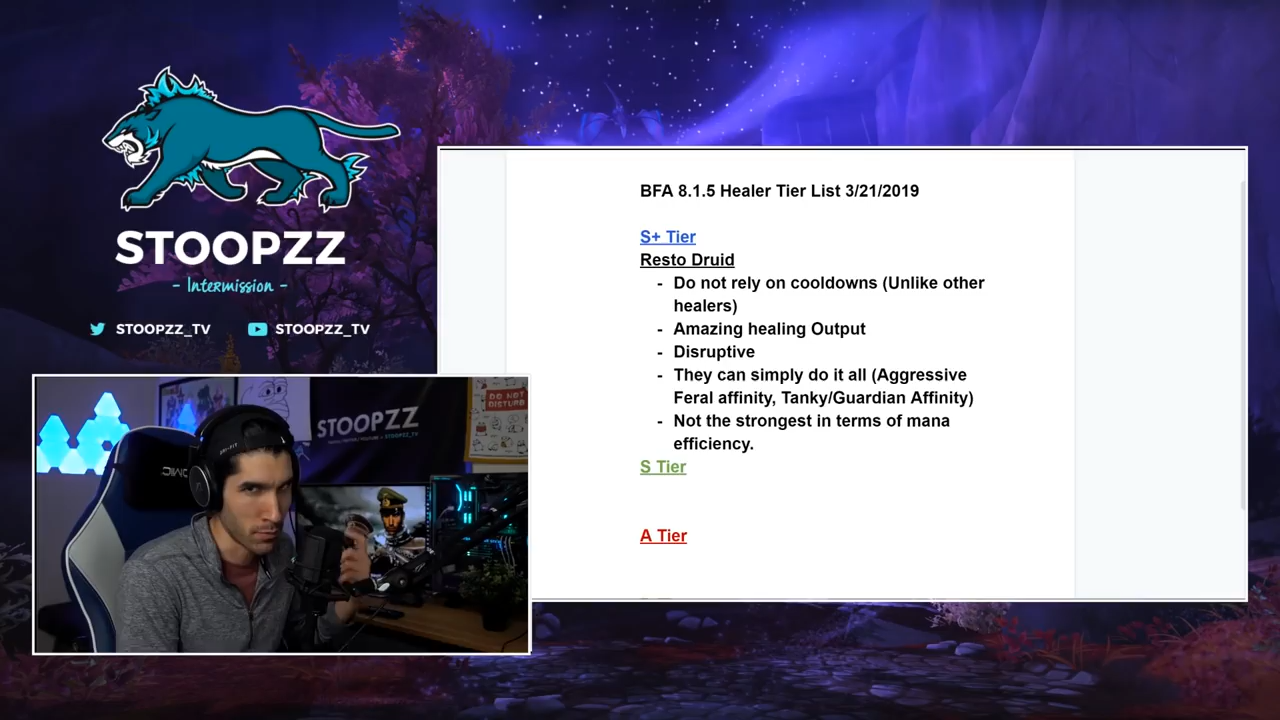 STOOPZZ
- Intermission -
STOOPZZ_TV
STOOPZZ_TV
BFA 8.1.5 Healer Tier List 3/21/2019
S+ Tier
Resto Druid
- Do not rely on cooldowns (Unlike other
healers)
- Amazing healing Output
- Disruptive
- They can simply do it all (Aggressive
Feral affinity, Tanky/Guardian Affinity)
- Not the strongest in terms of mana
efficiency.
S Tier
A Tier
STOOPZZ
DO NOT
DISTURB